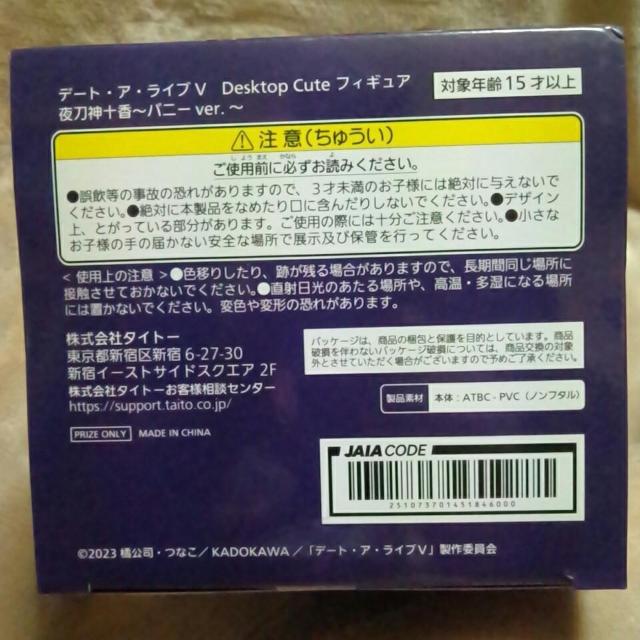 デート・ア・ライブⅤ Desktop Cute フィギュア
夜刀神十香～バニー ver. ～
対象年齢 15 才以上
注意(ちゅうい)
ご使用前に必ずお読みください。
●誤飲等の事故の恐れがありますので、3才未満のお子様には絶対に与えないで
ください。●絶対に本製品をなめたり口に含んだりしないでください。●デザイン
上、とがっている部分があります。ご使用の際には十分ご注意ください。●小さな
お子様の手の届かない安全な場所で展示及び保管を行ってください。
< 使用上の注意 >●色移りしたり、跡が残る場合がありますので、長期間同じ場所に
接触させておかないでください。●直射日光のあたる場所や、高温・多湿になる場所
には置かないでください。変色や変形の恐れがあります。
株式会社タイトー
東京都新宿区新宿 6-27-30
新宿イーストサイドスクエア 2F
株式会社タイトーお客様相談センター
https://support.taito.co.jp/
PRIZE ONLY MADE IN CHINA
パッケージは、商品の梱包と保護を目的としています。商品
破損を伴わないパッケージ破損については、商品交換の対象
外とさせていただく場合がございますので予めご了承ください。
製品素材 本体：ATBC - PVC（ノンフタル）
JAIA CODE
2510737014518460000
©2023 橘公司・つなこ／ KADOKAWA ／「デート・ア・ライブⅤ」製作委員会